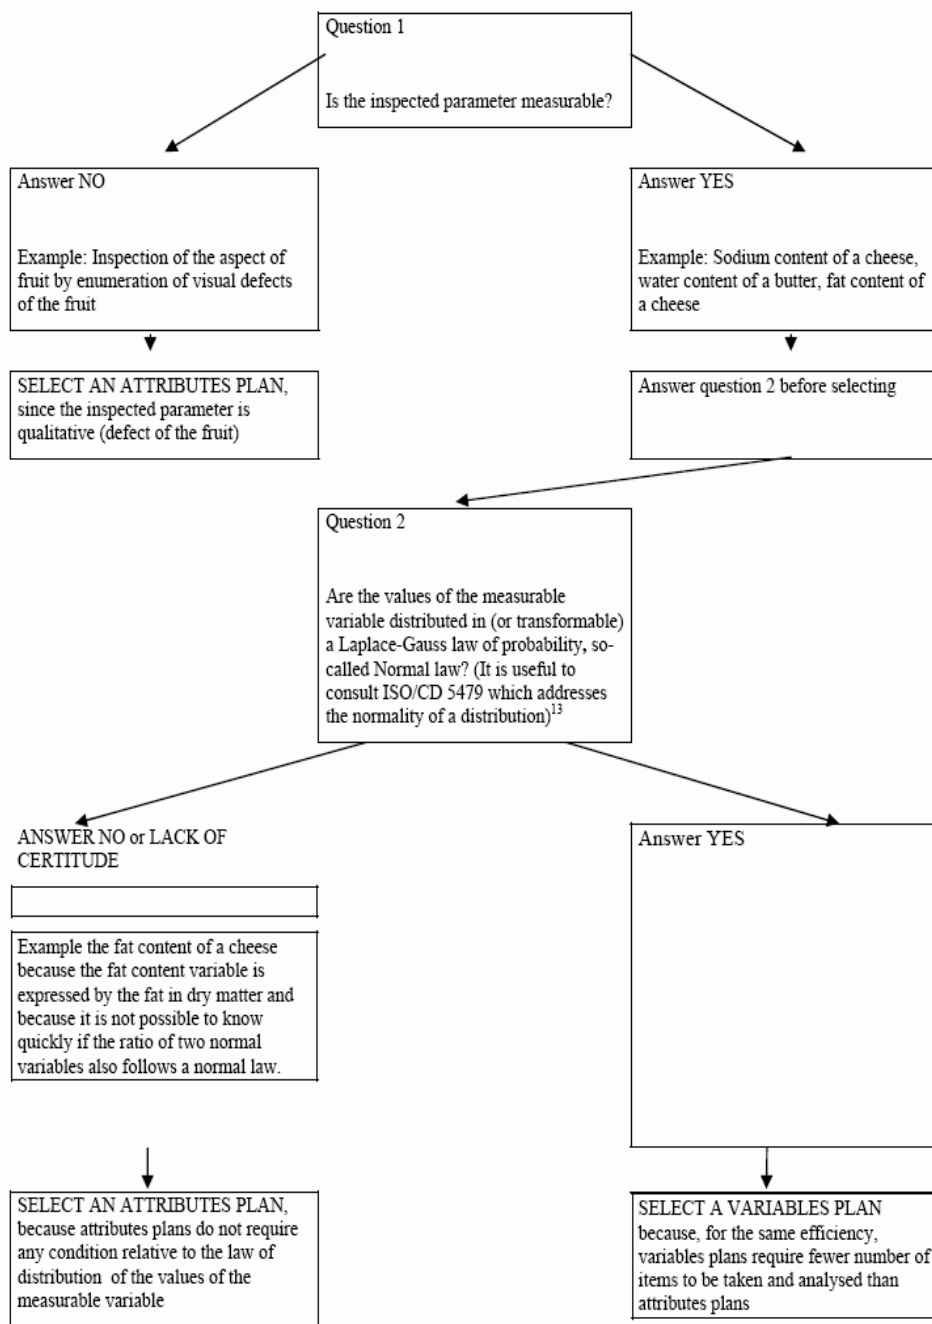 Question 1
Is the inspected parameter measurable?
Answer NO
Example: Inspection of the aspect of
fruit by enumeration of visual defects
of the fruit
Answer YES
Example: Sodium content of a cheese,
water content of a butter, fat content of
a cheese
SELECT AN ATTRIBUTES PLAN,
since the inspected parameter is
qualitative (defect of the fruit)
Answer question 2 before selecting
Question 2
Are the values of the measurable
variable distributed in (or transformable)
a Laplace-Gauss law of probability, so-
called Normal law? (It is useful to
consult ISO/CD 5479 which addresses
the normality of a distribution)¹³
ANSWER NO or LACK OF
CERTITUDE
Example the fat content of a cheese
because the fat content variable is
expressed by the fat in dry matter and
because it is not possible to know
quickly if the ratio of two normal
variables also follows a normal law.
Answer YES
SELECT AN ATTRIBUTES PLAN,
because attributes plans do not require
any condition relative to the law of
distribution of the values of the
measurable variable
SELECT A VARIABLES PLAN
because, for the same efficiency,
variables plans require fewer number of
items to be taken and analysed than
attributes plans